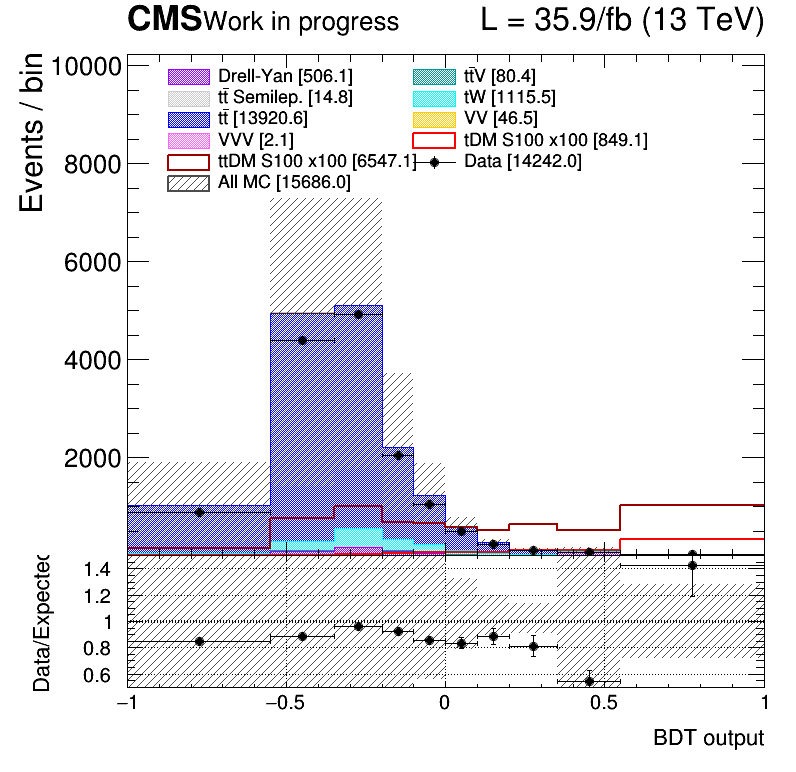 CMS Work in progress L = 35.9/fb (13 TeV)
Events / bin
10000
8000
6000
4000
2000
Drell-Yan [506.1] tt̄V [80.4]
tt̄ Semilep. [14.8] tW [1115.5]
tt̄ [13920.6] VV [46.5]
VVV [2.1] tDM S100 x100 [849.1]
ttDM S100 x100 [6547.1] Data [14242.0]
All MC [15686.0]
Data/Expected
1.4
1.2
1
0.8
0.6
−1 −0.5 0 0.5 1
BDT output